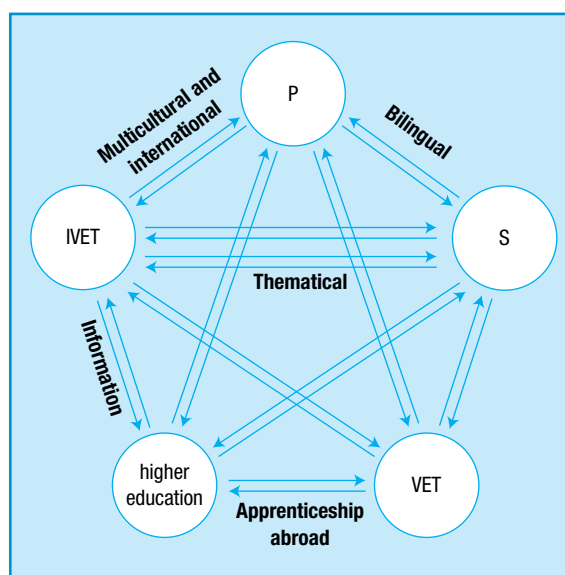 P
Multicultural and
international
Bilingual
IVET
S
Thematical
Information
higher
education
VET
Apprenticeship
abroad